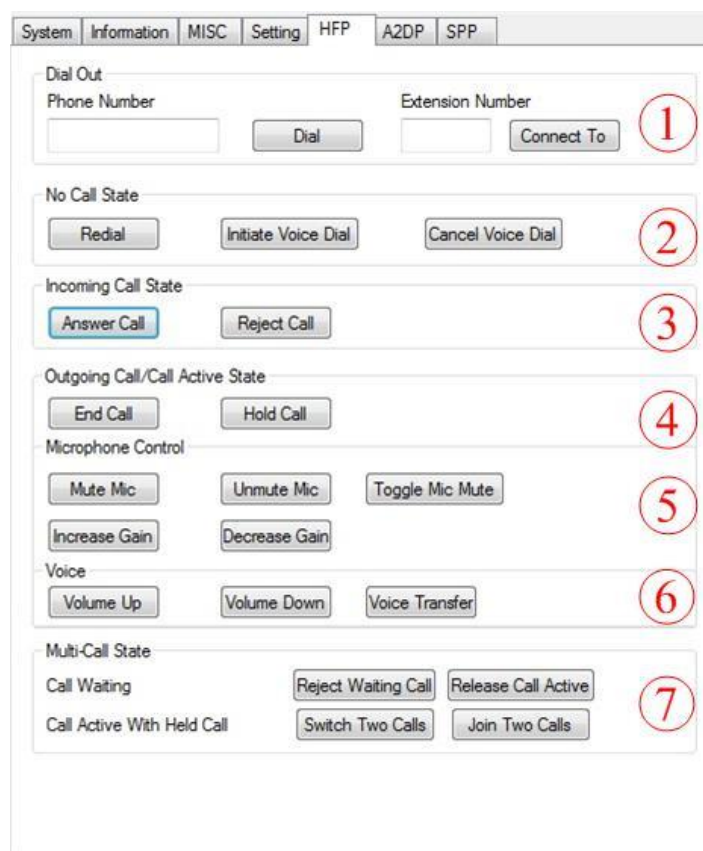 System Information MISC Setting HFP A2DP SPP
Dial Out
Phone Number Extension Number
Dial Connect To
1
No Call State
Redial Initiate Voice Dial Cancel Voice Dial
2
Incoming Call State
Answer Call Reject Call
3
Outgoing Call/Call Active State
End Call Hold Call
4
Microphone Control
Mute Mic Unmute Mic Toggle Mic Mute
5
Increase Gain Decrease Gain
Voice
Volume Up Volume Down Voice Transfer
6
Multi-Call State
Call Waiting Reject Waiting Call Release Call Active
7
Call Active With Held Call Switch Two Calls Join Two Calls